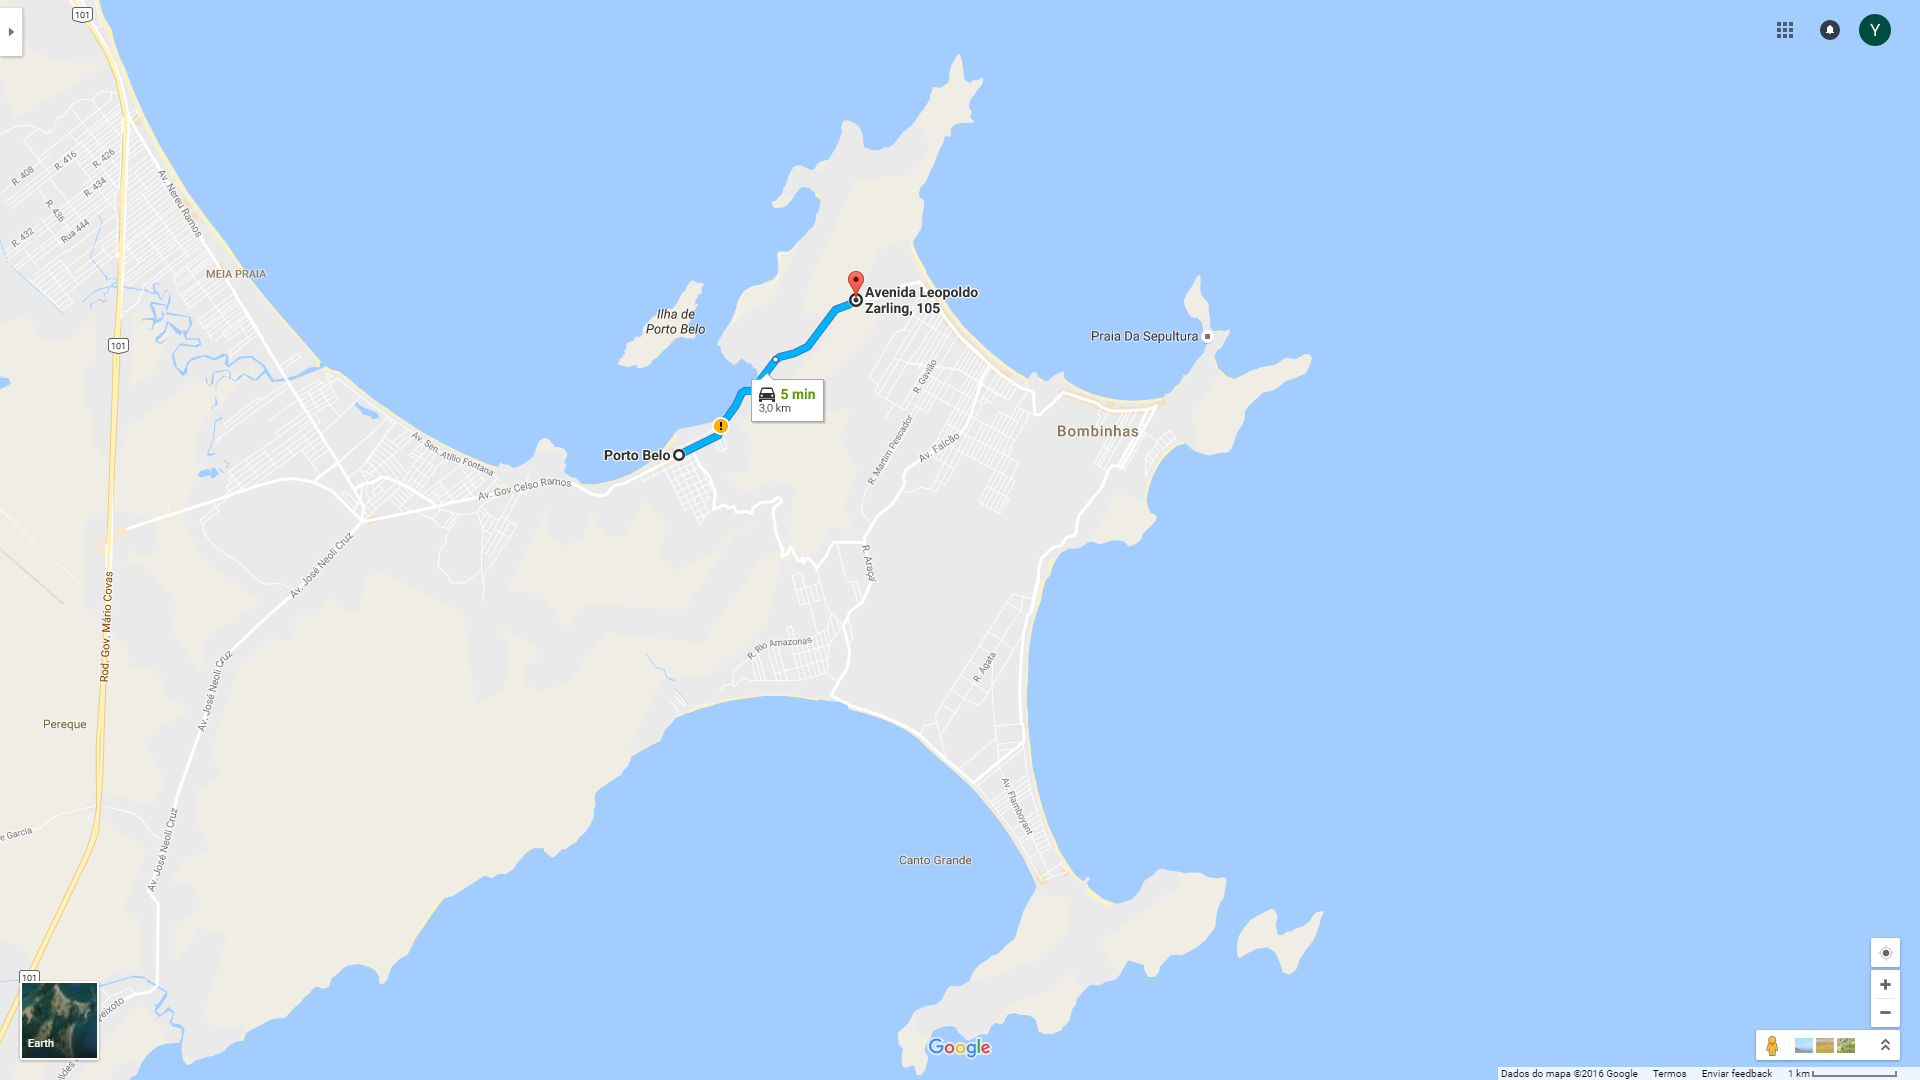 101
Y
R. 408
R. 416
R. 426
R. 434
R. 436
Rua 444
R. 432
Av. Nereu Ramos
MEIA PRAIA
Avenida Leopoldo
Zarling, 105
Ilha de
Porto Belo
Praia Da Sepultura
101
5 min
3,0 km
R. Gavião
R. Martim Pescador
Av. Falcão
Bombinhas
Porto Belo
Av. Sen. Atílio Fontana
Av. Gov Celso Ramos
Av. José Neoli Cruz
R. Araçá
Rod. Gov. Mário Covas
R. Rio Amazonas
R. Ágata
Av. José Neoli Cruz
Pereque
Av. Flamboyant
e Garcia
Av. José Neoli Cruz
Canto Grande
101
eixoto
Earth
Google
Dados do mapa ©2016 Google Termos Enviar feedback 1 km